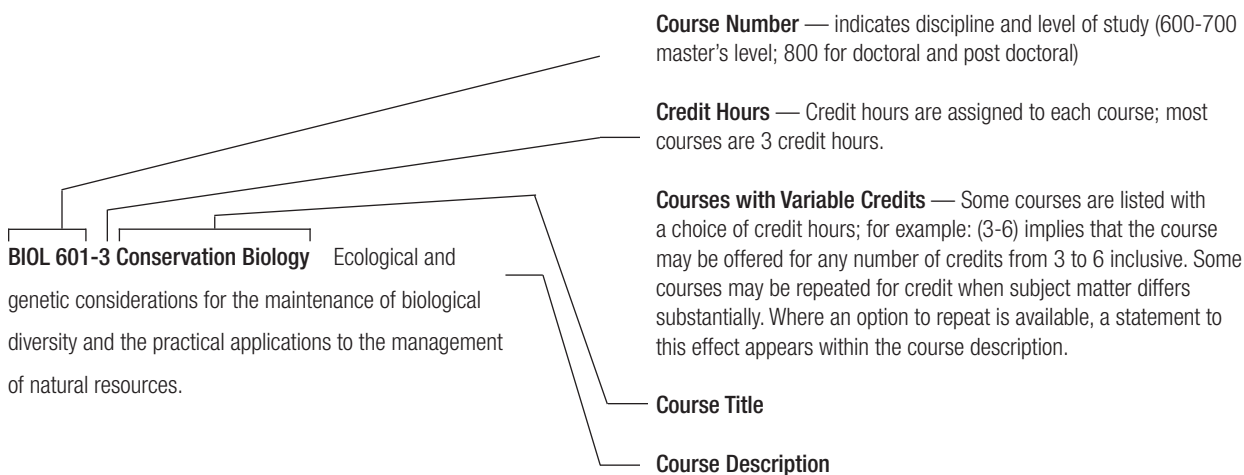 Course Number — indicates discipline and level of study (600-700
master's level; 800 for doctoral and post doctoral)
Credit Hours — Credit hours are assigned to each course; most
courses are 3 credit hours.
Courses with Variable Credits — Some courses are listed with
a choice of credit hours; for example: (3-6) implies that the course
may be offered for any number of credits from 3 to 6 inclusive. Some
courses may be repeated for credit when subject matter differs
substantially. Where an option to repeat is available, a statement to
this effect appears within the course description.
Course Title
Course Description
BIOL 601-3 Conservation Biology Ecological and
genetic considerations for the maintenance of biological
diversity and the practical applications to the management
of natural resources.